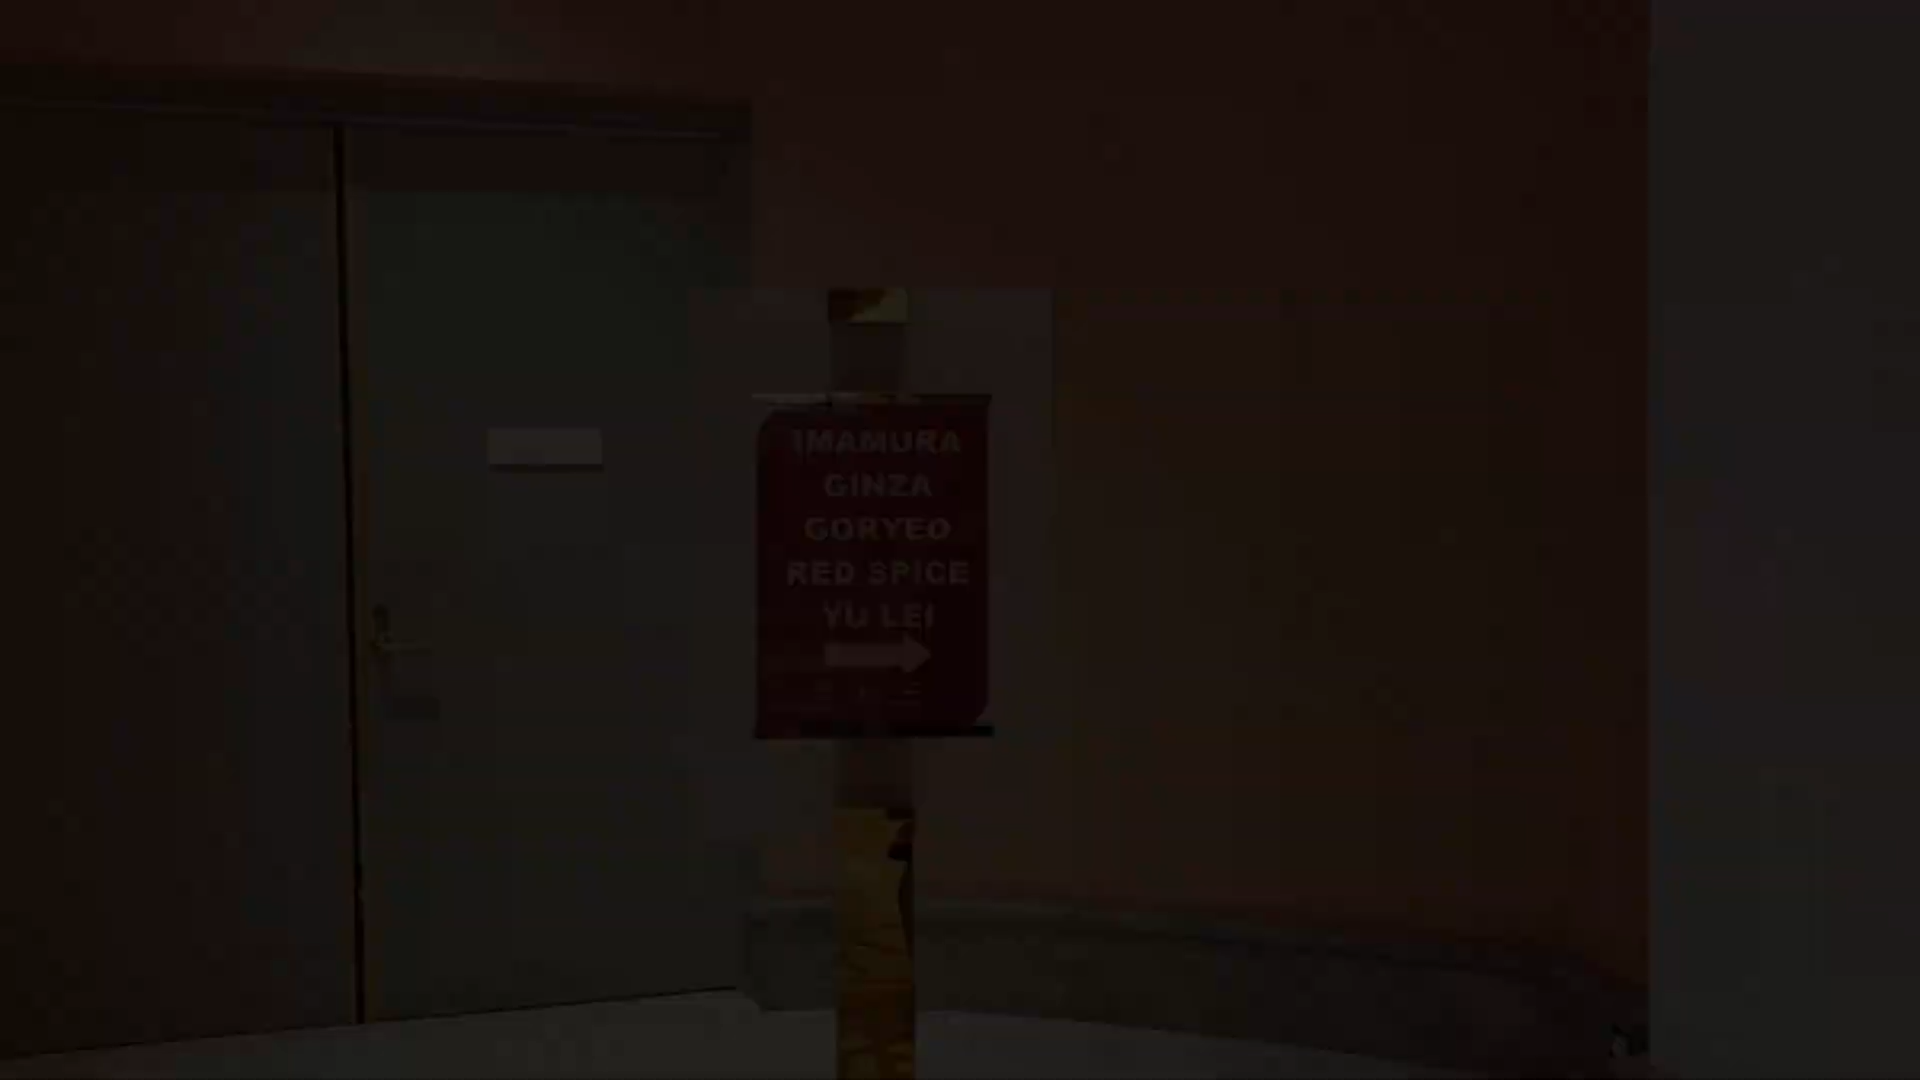 IMAMURA
GINZA
GORYEO
RED SPICE
YU LEI